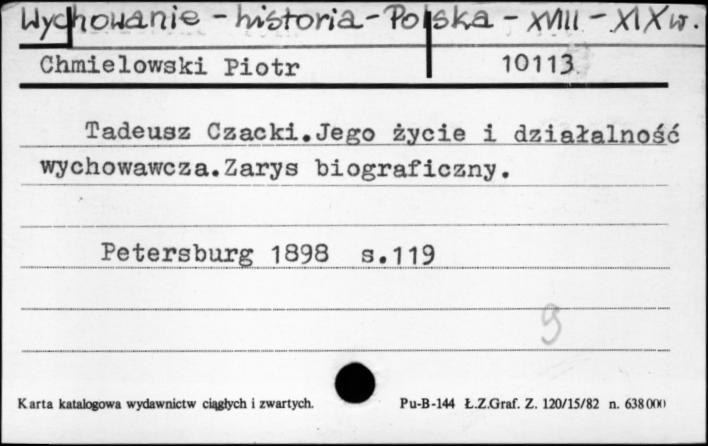 Wychowanie - historia - Polska - XVIII - XIX w.
Chmielowski Piotr 10113
Tadeusz Czacki.Jego życie i działalność
wychowawcza.Zarys biograficzny.
Petersburg 1898 s.119
9
Karta katalogowa wydawnictw ciągłych i zwartych. Pu-B-144 Ł.Z.Graf. Z. 120/15/82 n. 638000